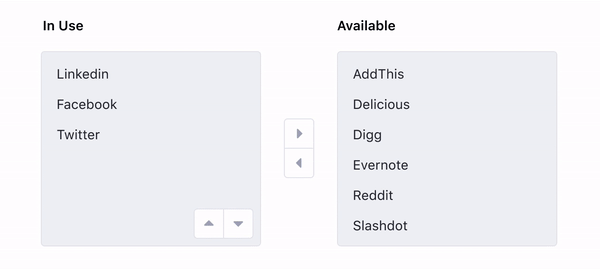 In Use
Linkedin
Facebook
Twitter
Available
AddThis
Delicious
Digg
Evernote
Reddit
Slashdot